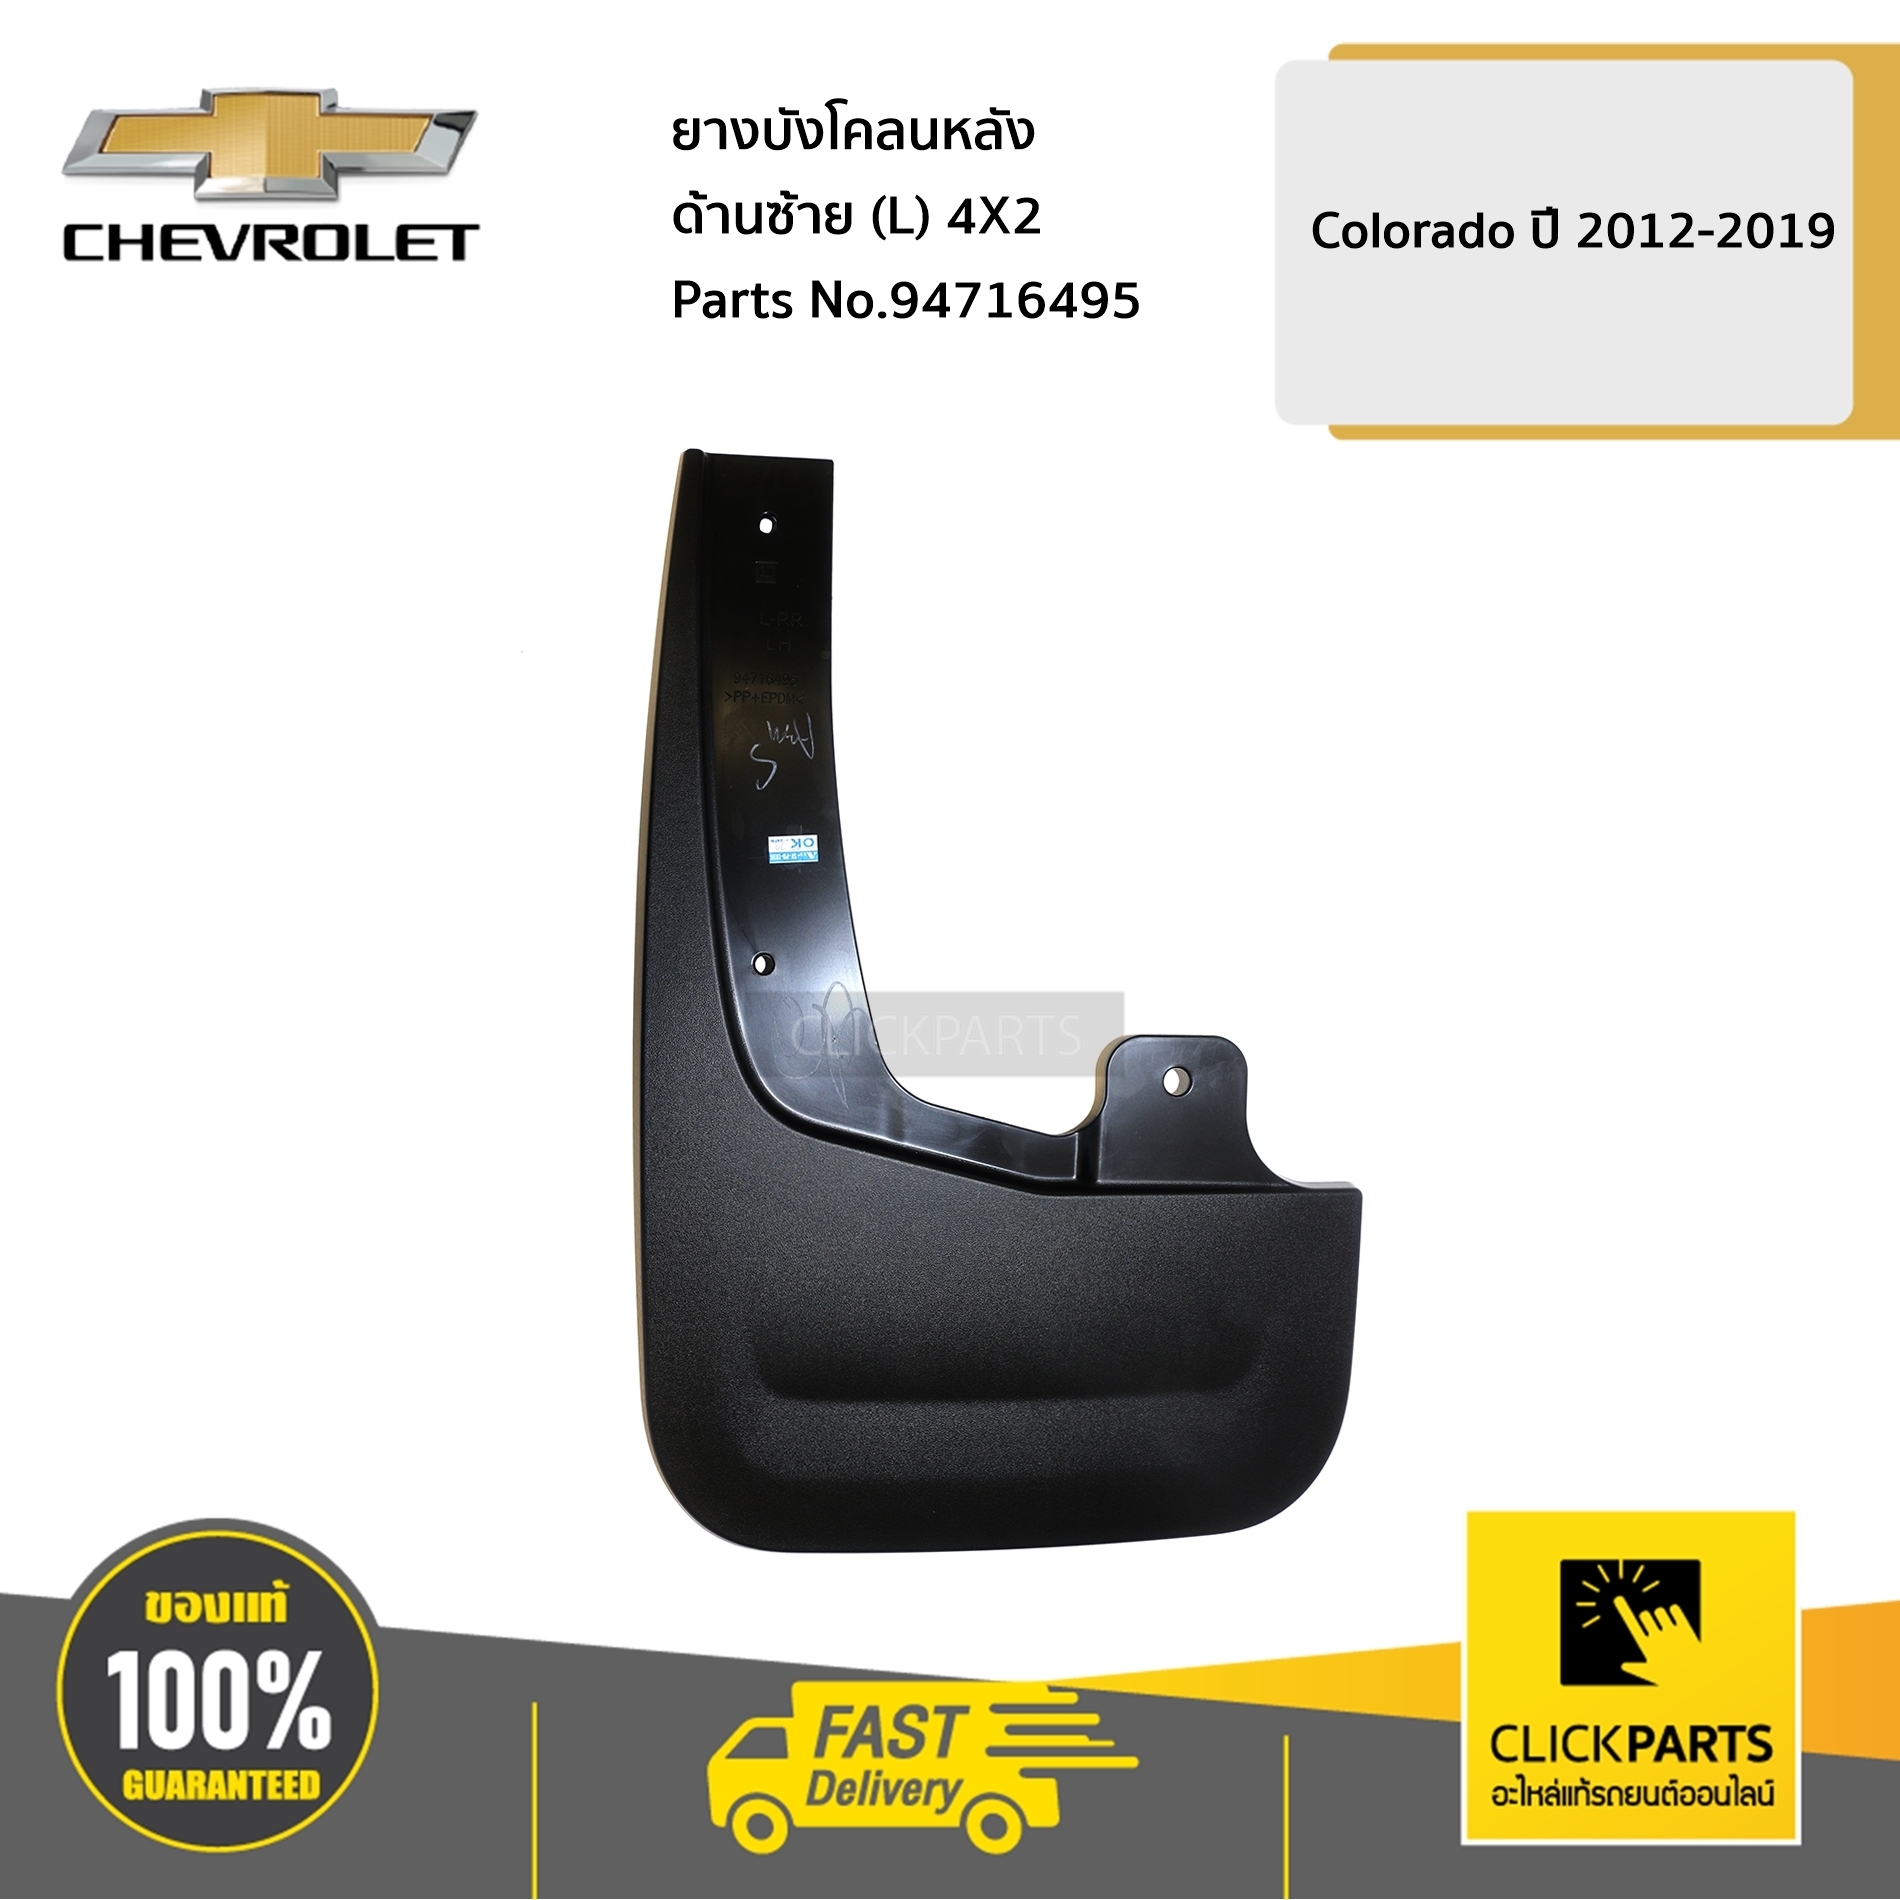 CHEVROLET
ยางบังโคลนหลัง
ด้านซ้าย (L) 4X2
Parts No.94716495
Colorado ปี 2012-2019
L-RR
LH
94716495
>PP+EPDM<
OK
CLICKPARTS
ของแท้
100%
GUARANTEED
FAST
Delivery
CLICKPARTS
อะไหล่แท้รถยนต์ออนไลน์